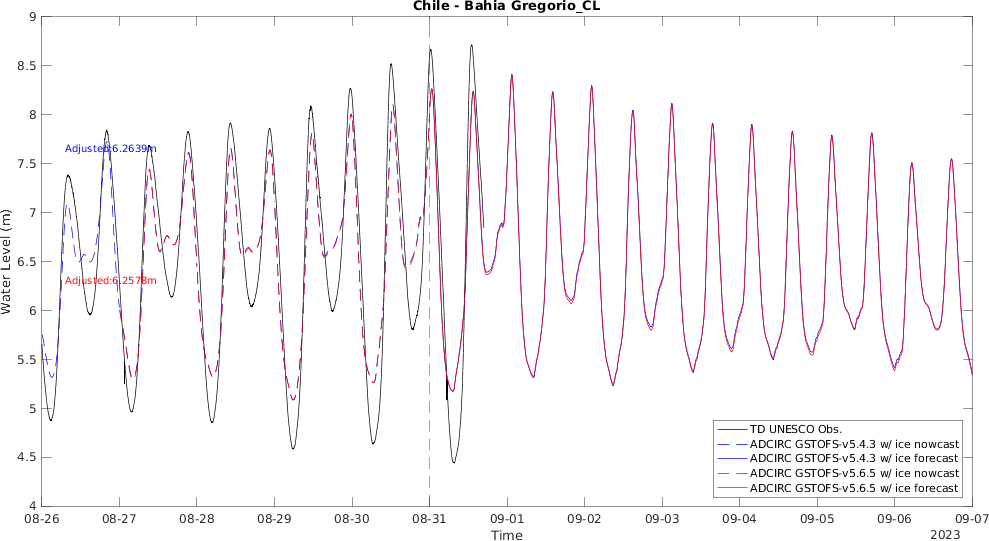 Chile - Bahia Gregorio_CL
9
8.5
8
7.5
7
6.5
6
5.5
5
4.5
4
Water Level (m)
Adjusted:6.2639m
Adjusted:6.2578m
TD UNESCO Obs.
ADCIRC GSTOFS-v5.4.3 w/ ice nowcast
ADCIRC GSTOFS-v5.4.3 w/ ice forecast
ADCIRC GSTOFS-v5.6.5 w/ ice nowcast
ADCIRC GSTOFS-v5.6.5 w/ ice forecast
08-26 08-27 08-28 08-29 08-30 08-31 09-01 09-02 09-03 09-04 09-05 09-06 09-07
Time
2023